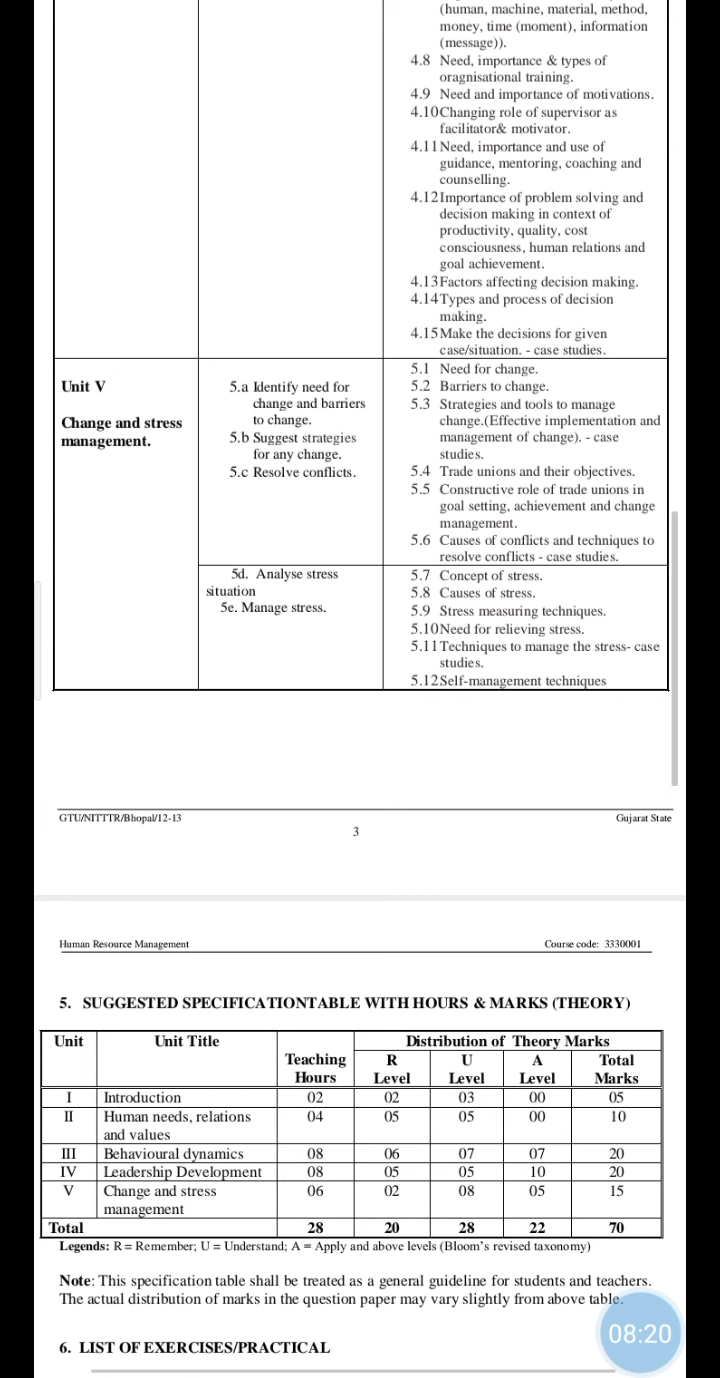 (human, machine, material, method,
money, time (moment), information
(message)).
4.8 Need, importance & types of
oragnisational training.
4.9 Need and importance of motivations.
4.10Changing role of supervisor as
facilitator& motivator.
4.11Need, importance and use of
guidance, mentoring, coaching and
counselling.
4.12Importance of problem solving and
decision making in context of
productivity, quality, cost
consciousness, human relations and
goal achievement.
4.13Factors affecting decision making.
4.14Types and process of decision
making.
4.15Make the decisions for given
case/situation. - case studies.
Unit V
Change and stress
management.
5.a Identify need for
change and barriers
to change.
5.b Suggest strategies
for any change.
5.c Resolve conflicts.
5.1 Need for change.
5.2 Barriers to change.
5.3 Strategies and tools to manage
change.(Effective implementation and
management of change). - case
studies.
5.4 Trade unions and their objectives.
5.5 Constructive role of trade unions in
goal setting, achievement and change
management.
5.6 Causes of conflicts and techniques to
resolve conflicts - case studies.
5d. Analyse stress
situation
5e. Manage stress.
5.7 Concept of stress.
5.8 Causes of stress.
5.9 Stress measuring techniques.
5.10Need for relieving stress.
5.11Techniques to manage the stress- case
studies.
5.12Self-management techniques
GTU/NITTTR/Bhopal/12-13 Gujarat State
3
Human Resource Management Course code: 3330001
5. SUGGESTED SPECIFICATIONTABLE WITH HOURS & MARKS (THEORY)
Unit Unit Title Teaching Hours Distribution of Theory Marks
R Level U Level A Level Total Marks
I Introduction 02 02 03 00 05
II Human needs, relations and values 04 05 05 00 10
III Behavioural dynamics 08 06 07 07 20
IV Leadership Development 08 05 05 10 20
V Change and stress management 06 02 08 05 15
Total 28 20 28 22 70
Legends: R = Remember; U = Understand; A = Apply and above levels (Bloom's revised taxonomy)
Note: This specification table shall be treated as a general guideline for students and teachers.
The actual distribution of marks in the question paper may vary slightly from above table.
08:20
6. LIST OF EXERCISES/PRACTICAL